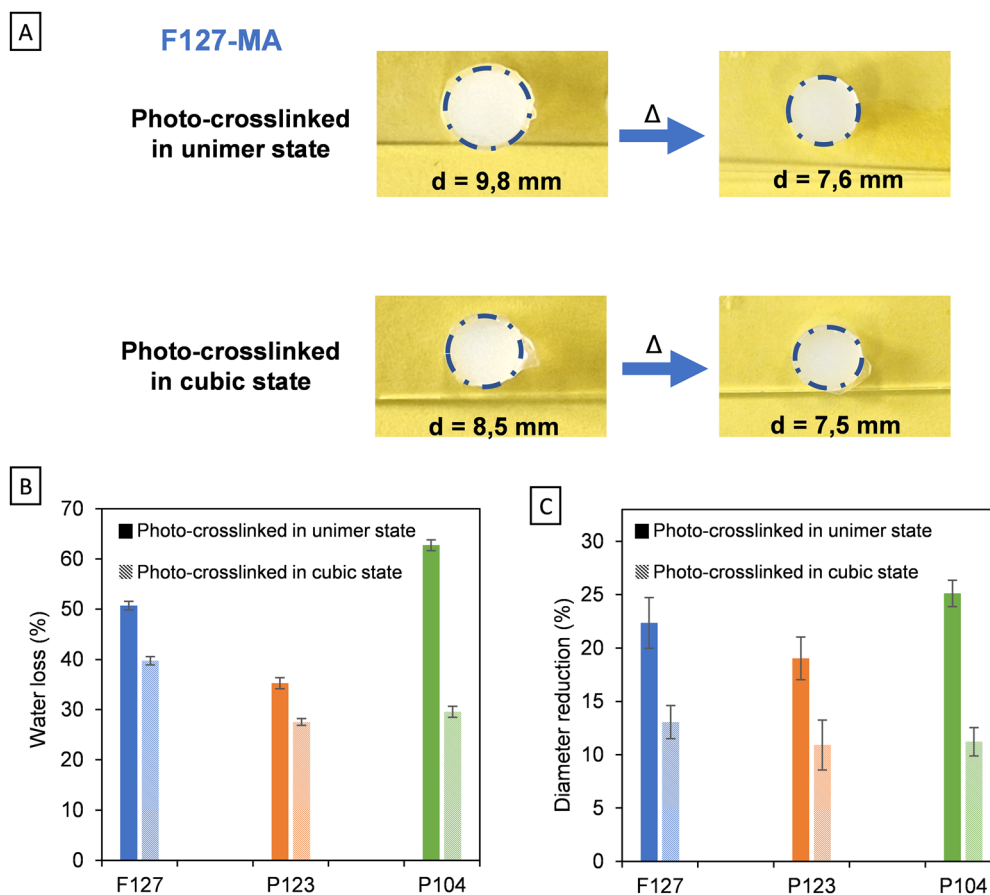 A
F127-MA
Photo-crosslinked
in unimer state
Δ
d = 9,8 mm
d = 7,6 mm
Photo-crosslinked
in cubic state
Δ
d = 8,5 mm
d = 7,5 mm
B
70
60
50
40
30
20
10
0
Water loss (%)
Photo-crosslinked in unimer state
Photo-crosslinked in cubic state
F127
P123
P104
C
30
25
20
15
10
5
0
Diameter reduction (%)
Photo-crosslinked in unimer state
Photo-crosslinked in cubic state
F127
P123
P104